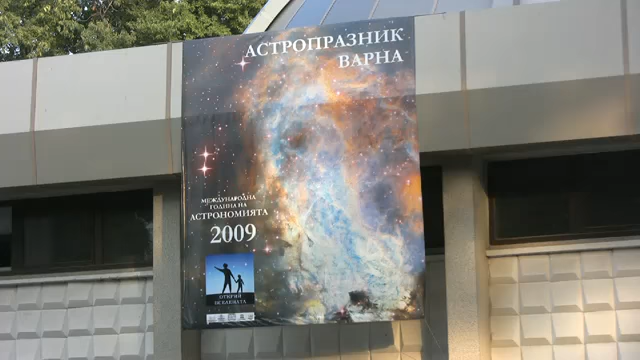 АСТРОПРАЗНИК
ВАРНА
МЕЖДУНАРОДНА
ГОДИНА НА
АСТРОНОМИЯТА
2009
ОТКРИЙ
ВСЕЛЕНАТА